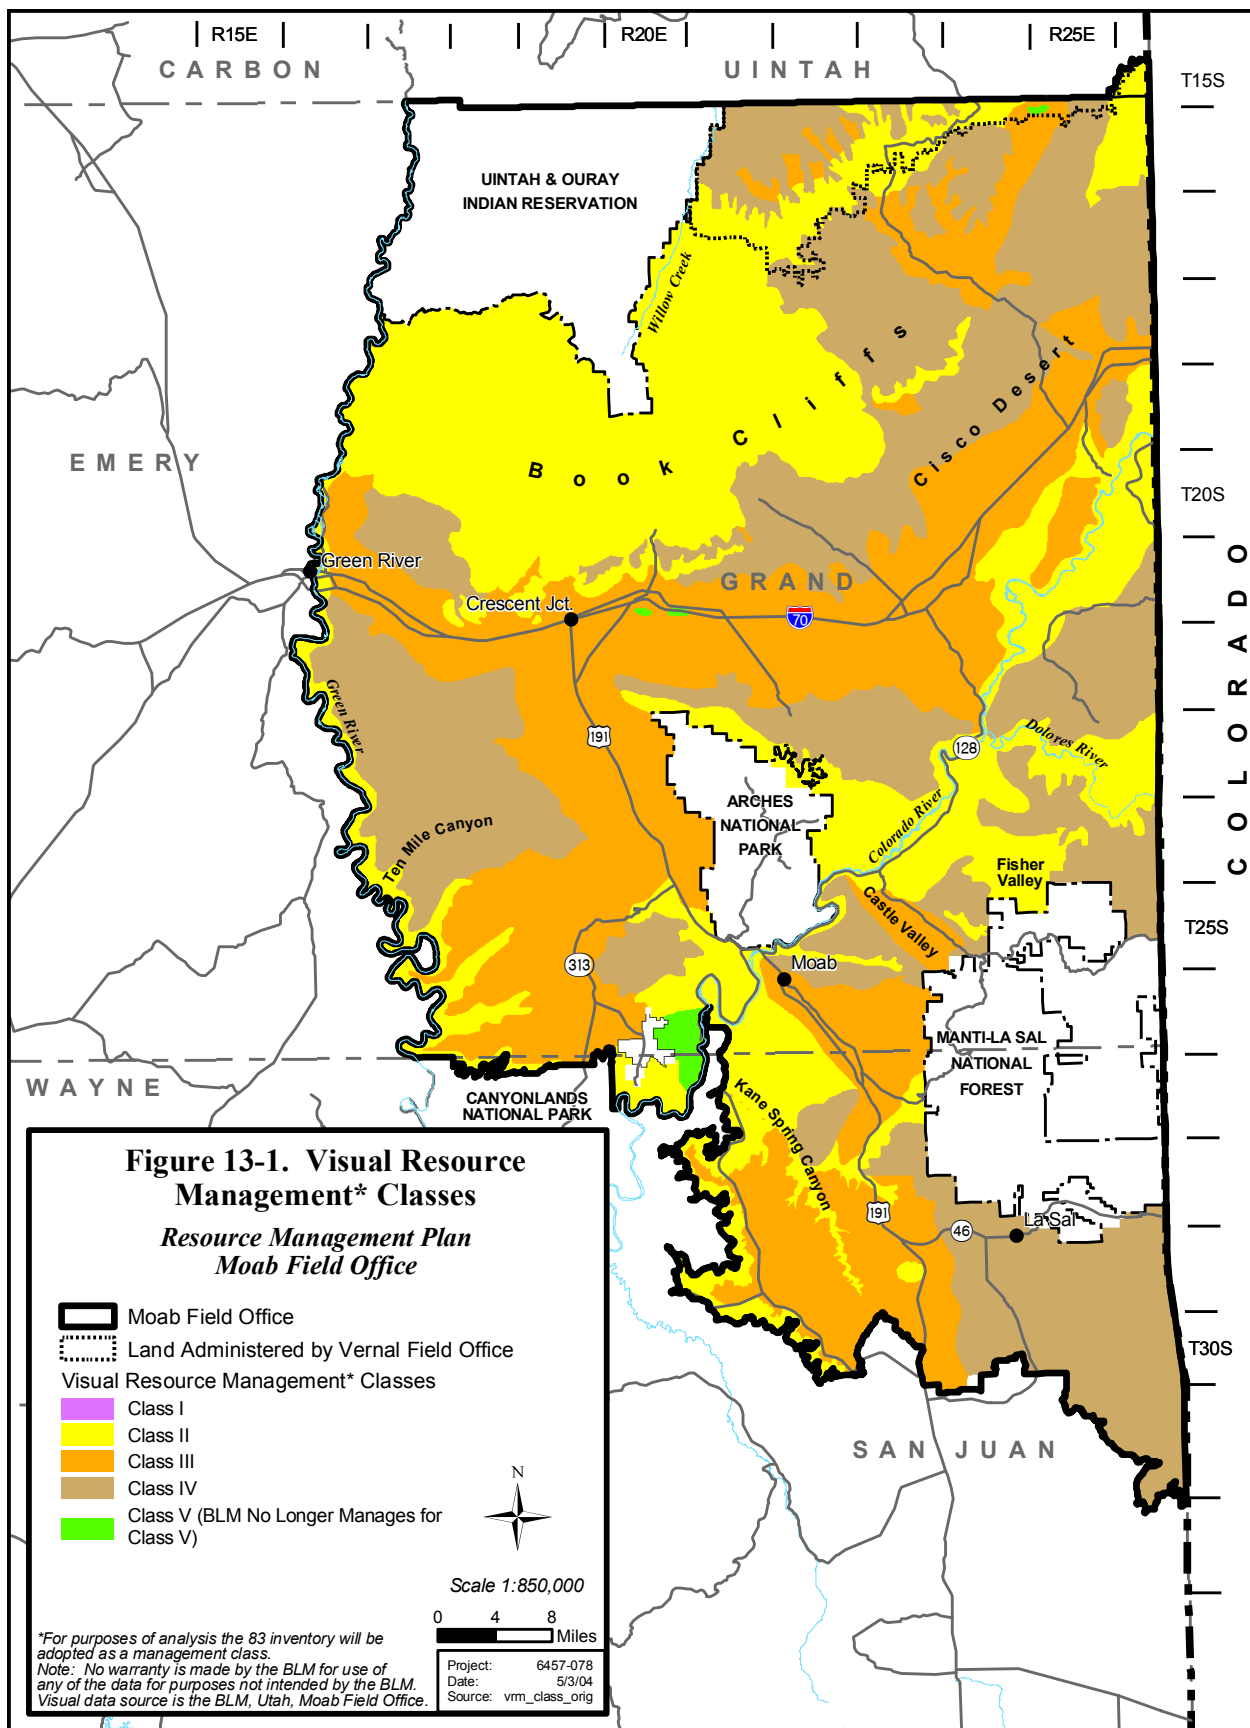 R15E
R20E
R25E
CARBON
UINTAH
T15S
UINTAH & OURAY
INDIAN RESERVATION
Willow Creek
Book Cliffs
Cisco Desert
EMERY
T20S
Green River
GRAND
Crescent Jct.
70
COLORADO
Green River
191
128
Dolores River
ARCHES
NATIONAL
PARK
Colorado River
Ten Mile Canyon
Fisher
Valley
Castle Valley
T25S
313
Moab
MANTI-LA SAL
NATIONAL
FOREST
WAYNE
CANYONLANDS
NATIONAL PARK
Kane Spring Canyon
191
46
La Sal
T30S
SAN JUAN
Figure 13-1. Visual Resource
Management* Classes
Resource Management Plan
Moab Field Office
Moab Field Office
Land Administered by Vernal Field Office
Visual Resource Management* Classes
Class I
Class II
Class III
Class IV
Class V (BLM No Longer Manages for
Class V)
N
Scale 1:850,000
0 4 8
Miles
*For purposes of analysis the 83 inventory will be
adopted as a management class.
Note: No warranty is made by the BLM for use of
any of the data for purposes not intended by the BLM.
Visual data source is the BLM, Utah, Moab Field Office.
Project: 6457-078
Date: 5/3/04
Source: vrm_class_orig